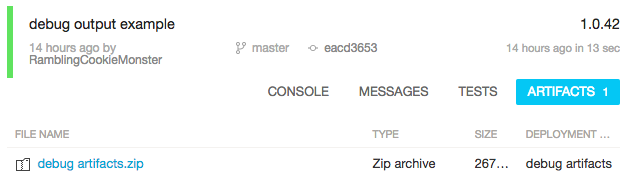 debug output example 1.0.42
14 hours ago by master eacd3653 14 hours ago in 13 sec
RamblingCookieMonster
CONSOLE MESSAGES TESTS ARTIFACTS 1
FILE NAME TYPE SIZE DEPLOYMENT ...
debug artifacts.zip Zip archive 267... debug artifacts